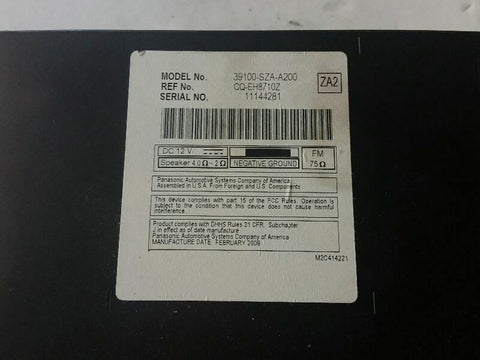 MODEL No. 39100-SZA-A200
REF No. CQ-EH8710Z
SERIAL NO. 11144281
ZA2
DC 12 V
Speaker 4.0 Ω~2 Ω
NEGATIVE GROUND
FM
75 Ω
Panasonic Automotive Systems Company of America
Assembled in U.S.A. From Foreign and U.S. Components
This device complies with part 15 of the FCC Rules. Operation is
subject to the condition that this device does not cause harmful
interference
Product complies with DHHS Rules 21 CFR. Subchapter
J in effect as of date manufacture
Panasonic Automotive Systems Company of America
MANUFACTURE DATE FEBRUARY 2009
M2C414221